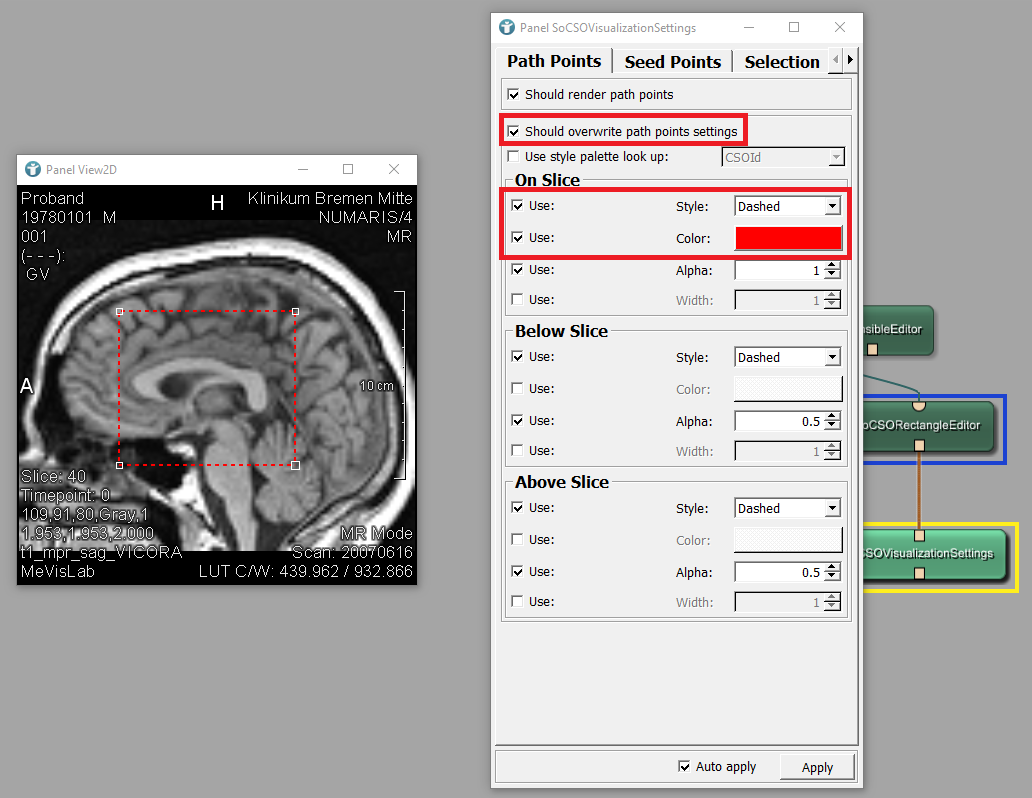 Panel SoCSOVisualizationSettings
Path Points Seed Points Selection
Should render path points
Should overwrite path points settings
Use style palette look up: CSOId
On Slice
Use: Style: Dashed
Use: Color:
Use: Alpha: 1
Use: Width: 1
Below Slice
Use: Style: Dashed
Use: Color:
Use: Alpha: 0.5
Use: Width: 1
Above Slice
Use: Style: Dashed
Use: Color:
Use: Alpha: 0.5
Use: Width: 1
Auto apply Apply
Panel View2D
Proband H Klinikum Bremen Mitte
19780101 M NUMARIS/4
001 MR
(- - -):
GV
A 10 cm
Slice: 40
Timepoint: 0
109,91,80,Gray,1
1.953,1.953,2.000 MR Mode
t1_mpr_sag_VICORA Scan: 20070616
MeVisLab LUT C/W: 439.962 / 932.866
nsibleEditor
oCSORectangleEditor
CSOVisualizationSettings